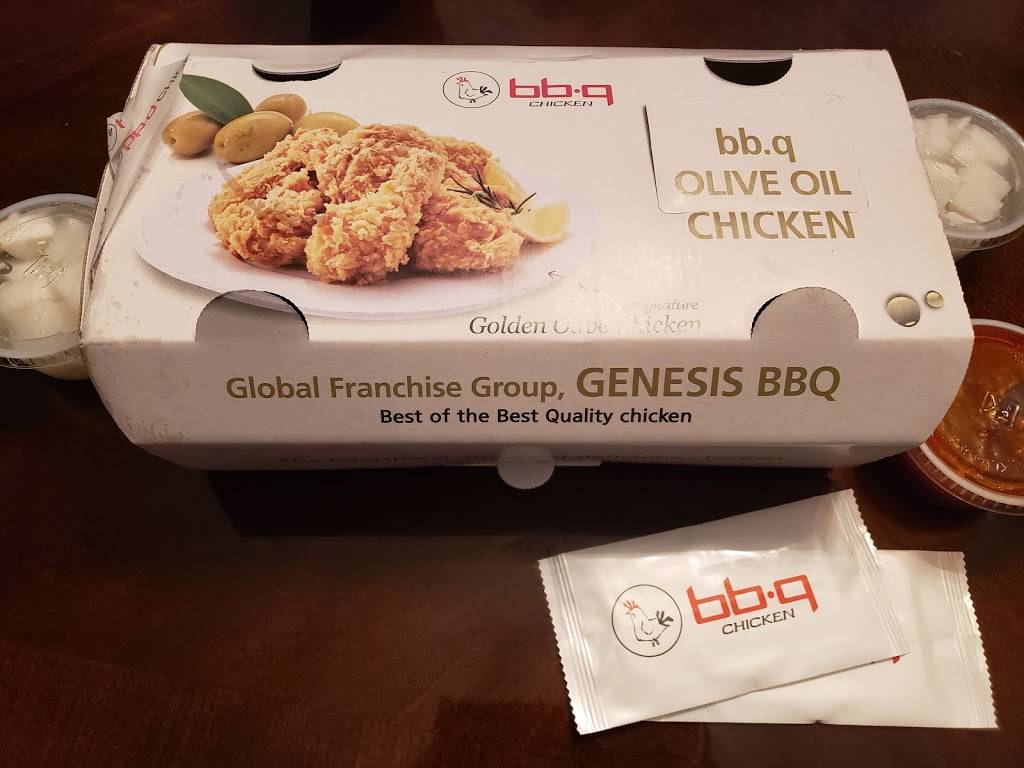 bb.q
CHICKEN
bb.q
OLIVE OIL
CHICKEN
Signature
Golden Olive Chicken
Global Franchise Group, GENESIS BBQ
Best of the Best Quality chicken
bb.q
CHICKEN